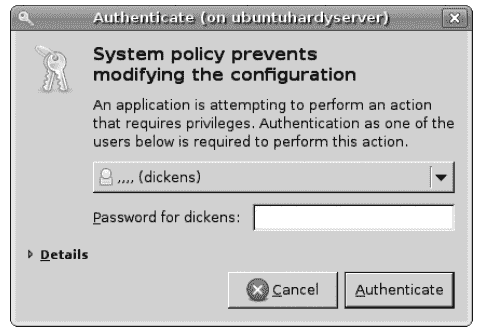 Authenticate (on ubuntuhardyserver)
System policy prevents
modifying the configuration
An application is attempting to perform an action
that requires privileges. Authentication as one of the
users below is required to perform this action.
,,,, (dickens)
Password for dickens:
Details
Cancel
Authenticate